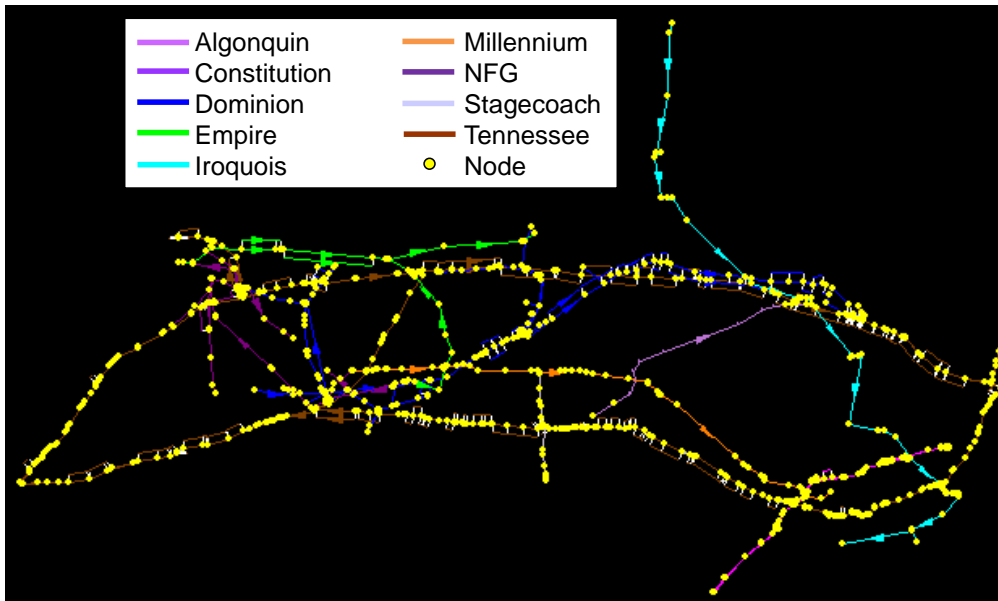 Algonquin
Constitution
Dominion
Empire
Iroquois
Millennium
NFG
Stagecoach
Tennessee
Node